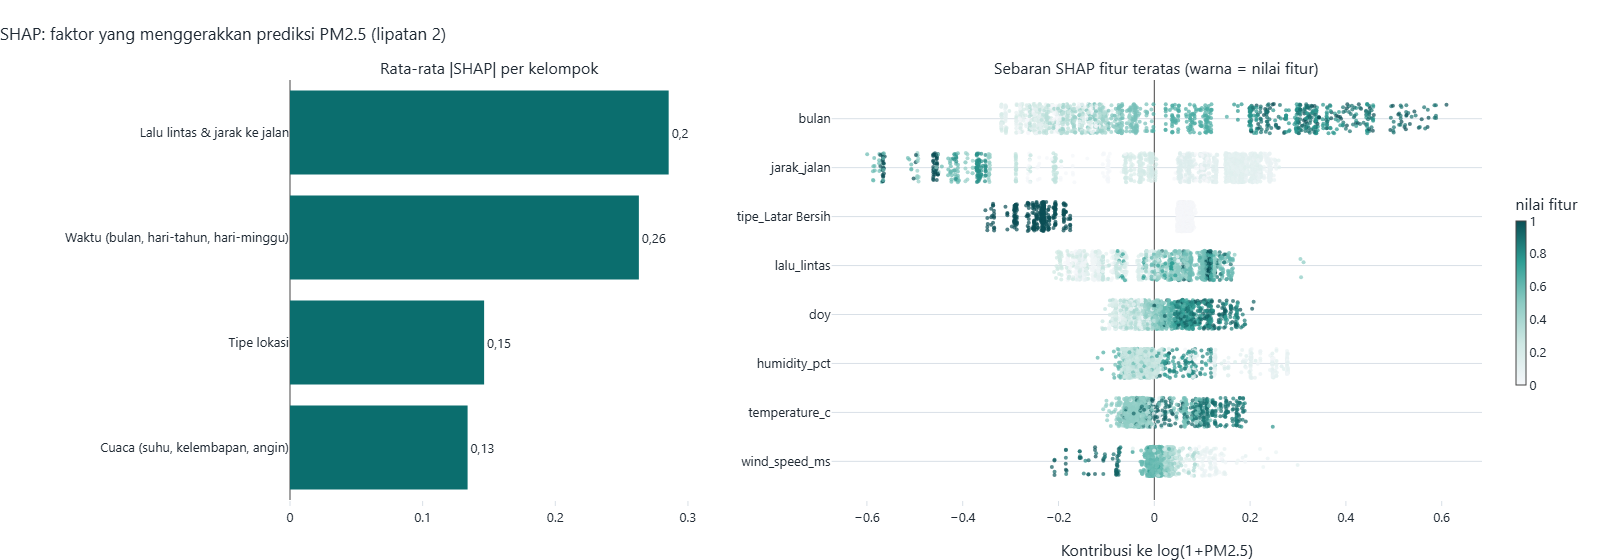 SHAP: faktor yang menggerakkan prediksi PM2.5 (lipatan 2)
Rata-rata |SHAP| per kelompok
Lalu lintas & jarak ke jalan
0,2
Waktu (bulan, hari-tahun, hari-minggu)
0,26
Tipe lokasi
0,15
Cuaca (suhu, kelembapan, angin)
0,13
0
0.1
0.2
0.3
Sebaran SHAP fitur teratas (warna = nilai fitur)
bulan
jarak_jalan
tipe_Latar Bersih
lalu_lintas
doy
humidity_pct
temperature_c
wind_speed_ms
−0.6
−0.4
−0.2
0
0.2
0.4
0.6
Kontribusi ke log(1+PM2.5)
nilai fitur
1
0.8
0.6
0.4
0.2
0